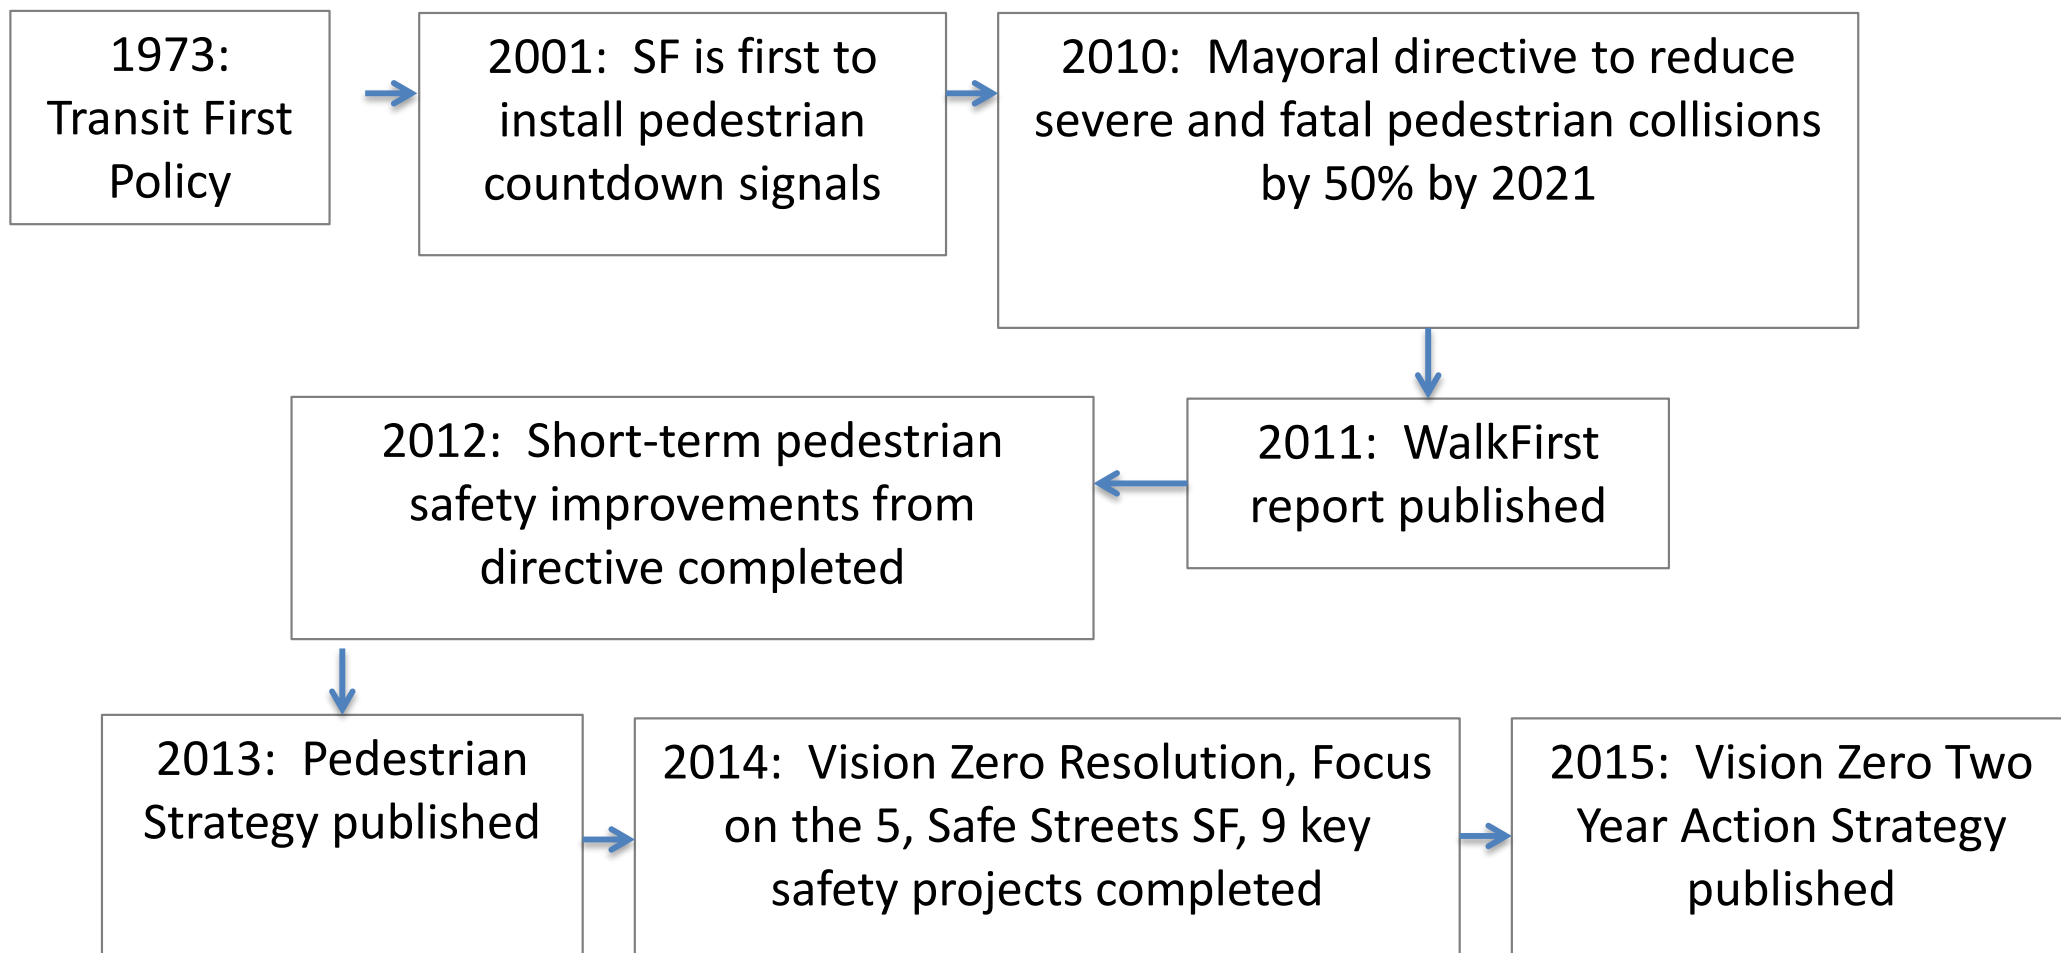 1973:
Transit First
Policy
2001:  SF is first to
install pedestrian
countdown signals
2010:  Mayoral directive to reduce
severe and fatal pedestrian collisions
by 50% by 2021
2011:  WalkFirst
report published
2012:  Short-term pedestrian
safety improvements from
directive completed
2013:  Pedestrian
Strategy published
2014:  Vision Zero Resolution, Focus
on the 5, Safe Streets SF, 9 key
safety projects completed
2015:  Vision Zero Two
Year Action Strategy
published